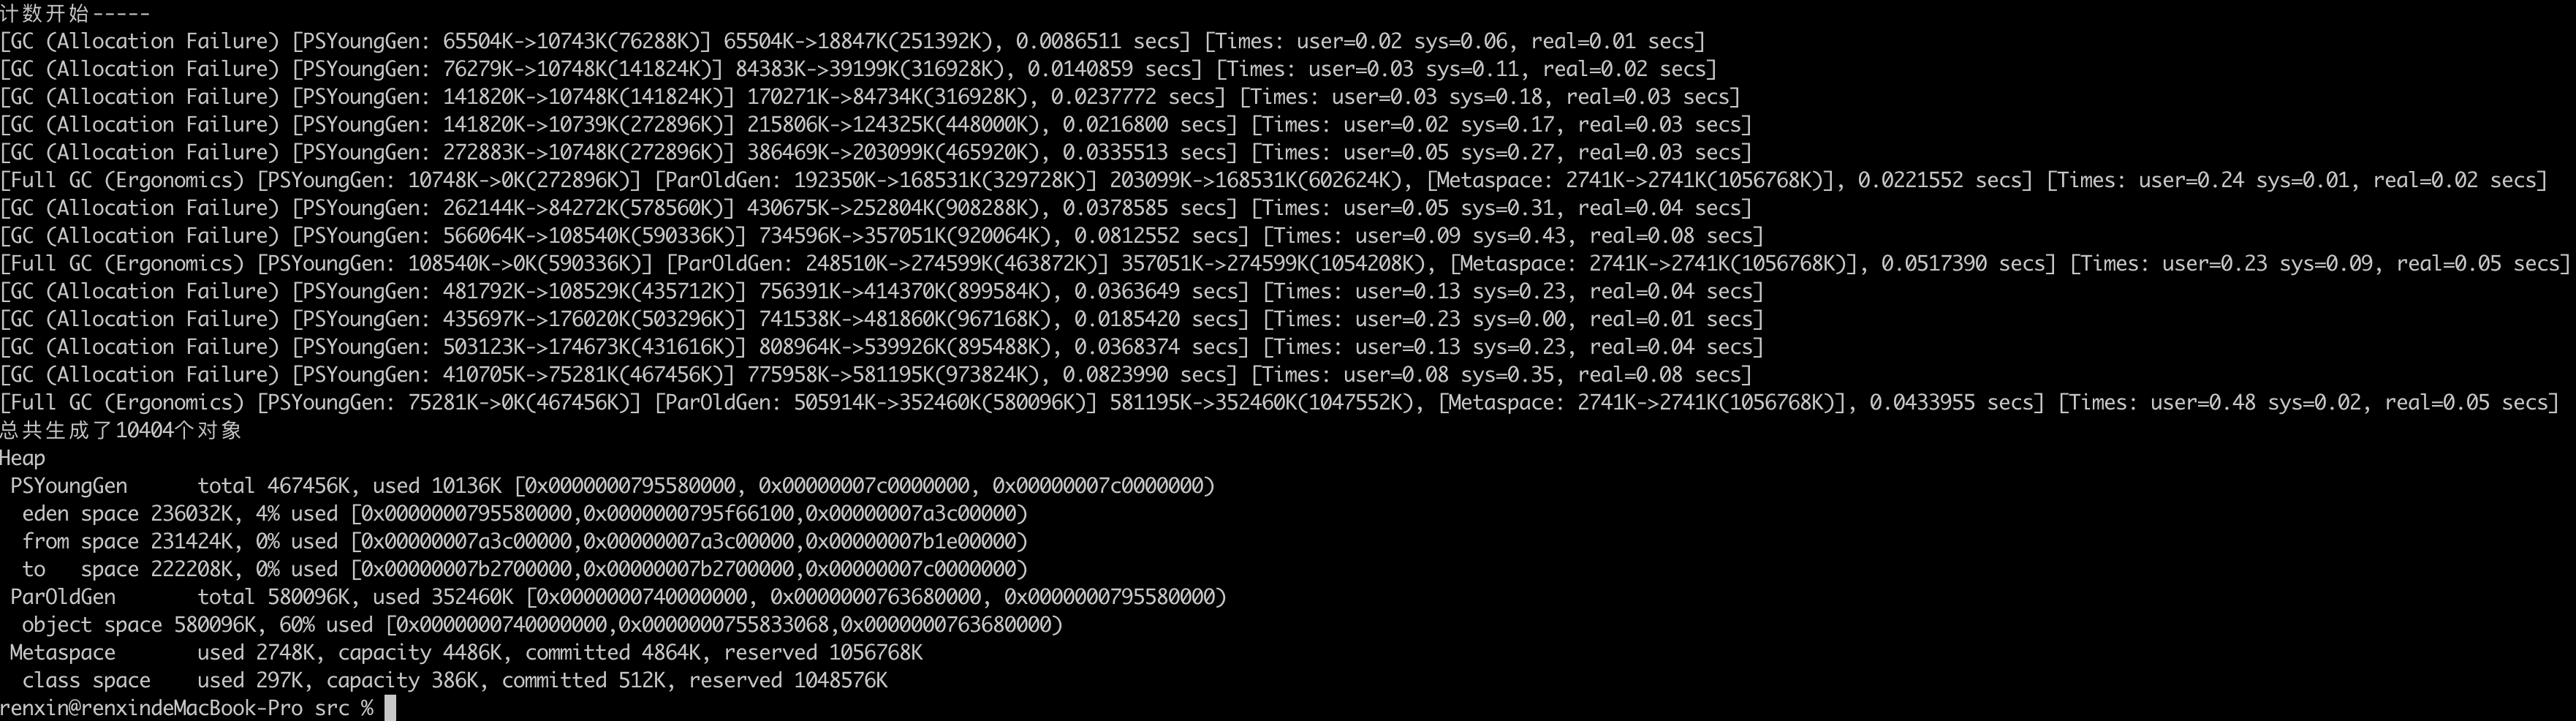 计数开始-----
[GC (Allocation Failure) [PSYoungGen: 65504K->10743K(76288K)] 65504K->18847K(251392K), 0.0086511 secs] [Times: user=0.02 sys=0.06, real=0.01 secs]
[GC (Allocation Failure) [PSYoungGen: 76279K->10748K(141824K)] 84383K->39199K(316928K), 0.0140859 secs] [Times: user=0.03 sys=0.11, real=0.02 secs]
[GC (Allocation Failure) [PSYoungGen: 141820K->10748K(141824K)] 170271K->84734K(316928K), 0.0237772 secs] [Times: user=0.03 sys=0.18, real=0.03 secs]
[GC (Allocation Failure) [PSYoungGen: 141820K->10739K(272896K)] 215806K->124325K(448000K), 0.0216800 secs] [Times: user=0.02 sys=0.17, real=0.03 secs]
[GC (Allocation Failure) [PSYoungGen: 272883K->10748K(272896K)] 386469K->203099K(465920K), 0.0335513 secs] [Times: user=0.05 sys=0.27, real=0.03 secs]
[Full GC (Ergonomics) [PSYoungGen: 10748K->0K(272896K)] [ParOldGen: 192350K->168531K(329728K)] 203099K->168531K(602624K), [Metaspace: 2741K->2741K(1056768K)], 0.0221552 secs] [Times: user=0.24 sys=0.01, real=0.02 secs]
[GC (Allocation Failure) [PSYoungGen: 262144K->84272K(578560K)] 430675K->252804K(908288K), 0.0378585 secs] [Times: user=0.05 sys=0.31, real=0.04 secs]
[GC (Allocation Failure) [PSYoungGen: 566064K->108540K(590336K)] 734596K->357051K(920064K), 0.0812552 secs] [Times: user=0.09 sys=0.43, real=0.08 secs]
[Full GC (Ergonomics) [PSYoungGen: 108540K->0K(590336K)] [ParOldGen: 248510K->274599K(463872K)] 357051K->274599K(1054208K), [Metaspace: 2741K->2741K(1056768K)], 0.0517390 secs] [Times: user=0.23 sys=0.09, real=0.05 secs]
[GC (Allocation Failure) [PSYoungGen: 481792K->108529K(435712K)] 756391K->414370K(899584K), 0.0363649 secs] [Times: user=0.13 sys=0.23, real=0.04 secs]
[GC (Allocation Failure) [PSYoungGen: 435697K->176020K(503296K)] 741538K->481860K(967168K), 0.0185420 secs] [Times: user=0.23 sys=0.00, real=0.01 secs]
[GC (Allocation Failure) [PSYoungGen: 503123K->174673K(431616K)] 808964K->539926K(895488K), 0.0368374 secs] [Times: user=0.13 sys=0.23, real=0.04 secs]
[GC (Allocation Failure) [PSYoungGen: 410705K->75281K(467456K)] 775958K->581195K(973824K), 0.0823990 secs] [Times: user=0.08 sys=0.35, real=0.08 secs]
[Full GC (Ergonomics) [PSYoungGen: 75281K->0K(467456K)] [ParOldGen: 505914K->352460K(580096K)] 581195K->352460K(1047552K), [Metaspace: 2741K->2741K(1056768K)], 0.0433955 secs] [Times: user=0.48 sys=0.02, real=0.05 secs]
总共生成了10404个对象
Heap
 PSYoungGen      total 467456K, used 10136K [0x0000000795580000, 0x00000007c0000000, 0x00000007c0000000)
  eden space 236032K, 4% used [0x0000000795580000,0x0000000795f66100,0x00000007a3c00000)
  from space 231424K, 0% used [0x00000007a3c00000,0x00000007a3c00000,0x00000007b1e00000)
  to   space 222208K, 0% used [0x00000007b2700000,0x00000007b2700000,0x00000007c0000000)
 ParOldGen       total 580096K, used 352460K [0x0000000740000000, 0x0000000763680000, 0x0000000795580000)
  object space 580096K, 60% used [0x0000000740000000,0x0000000755833068,0x0000000763680000)
 Metaspace       used 2748K, capacity 4486K, committed 4864K, reserved 1056768K
  class space    used 297K, capacity 386K, committed 512K, reserved 1048576K
renxin@renxindeMacBook-Pro src %